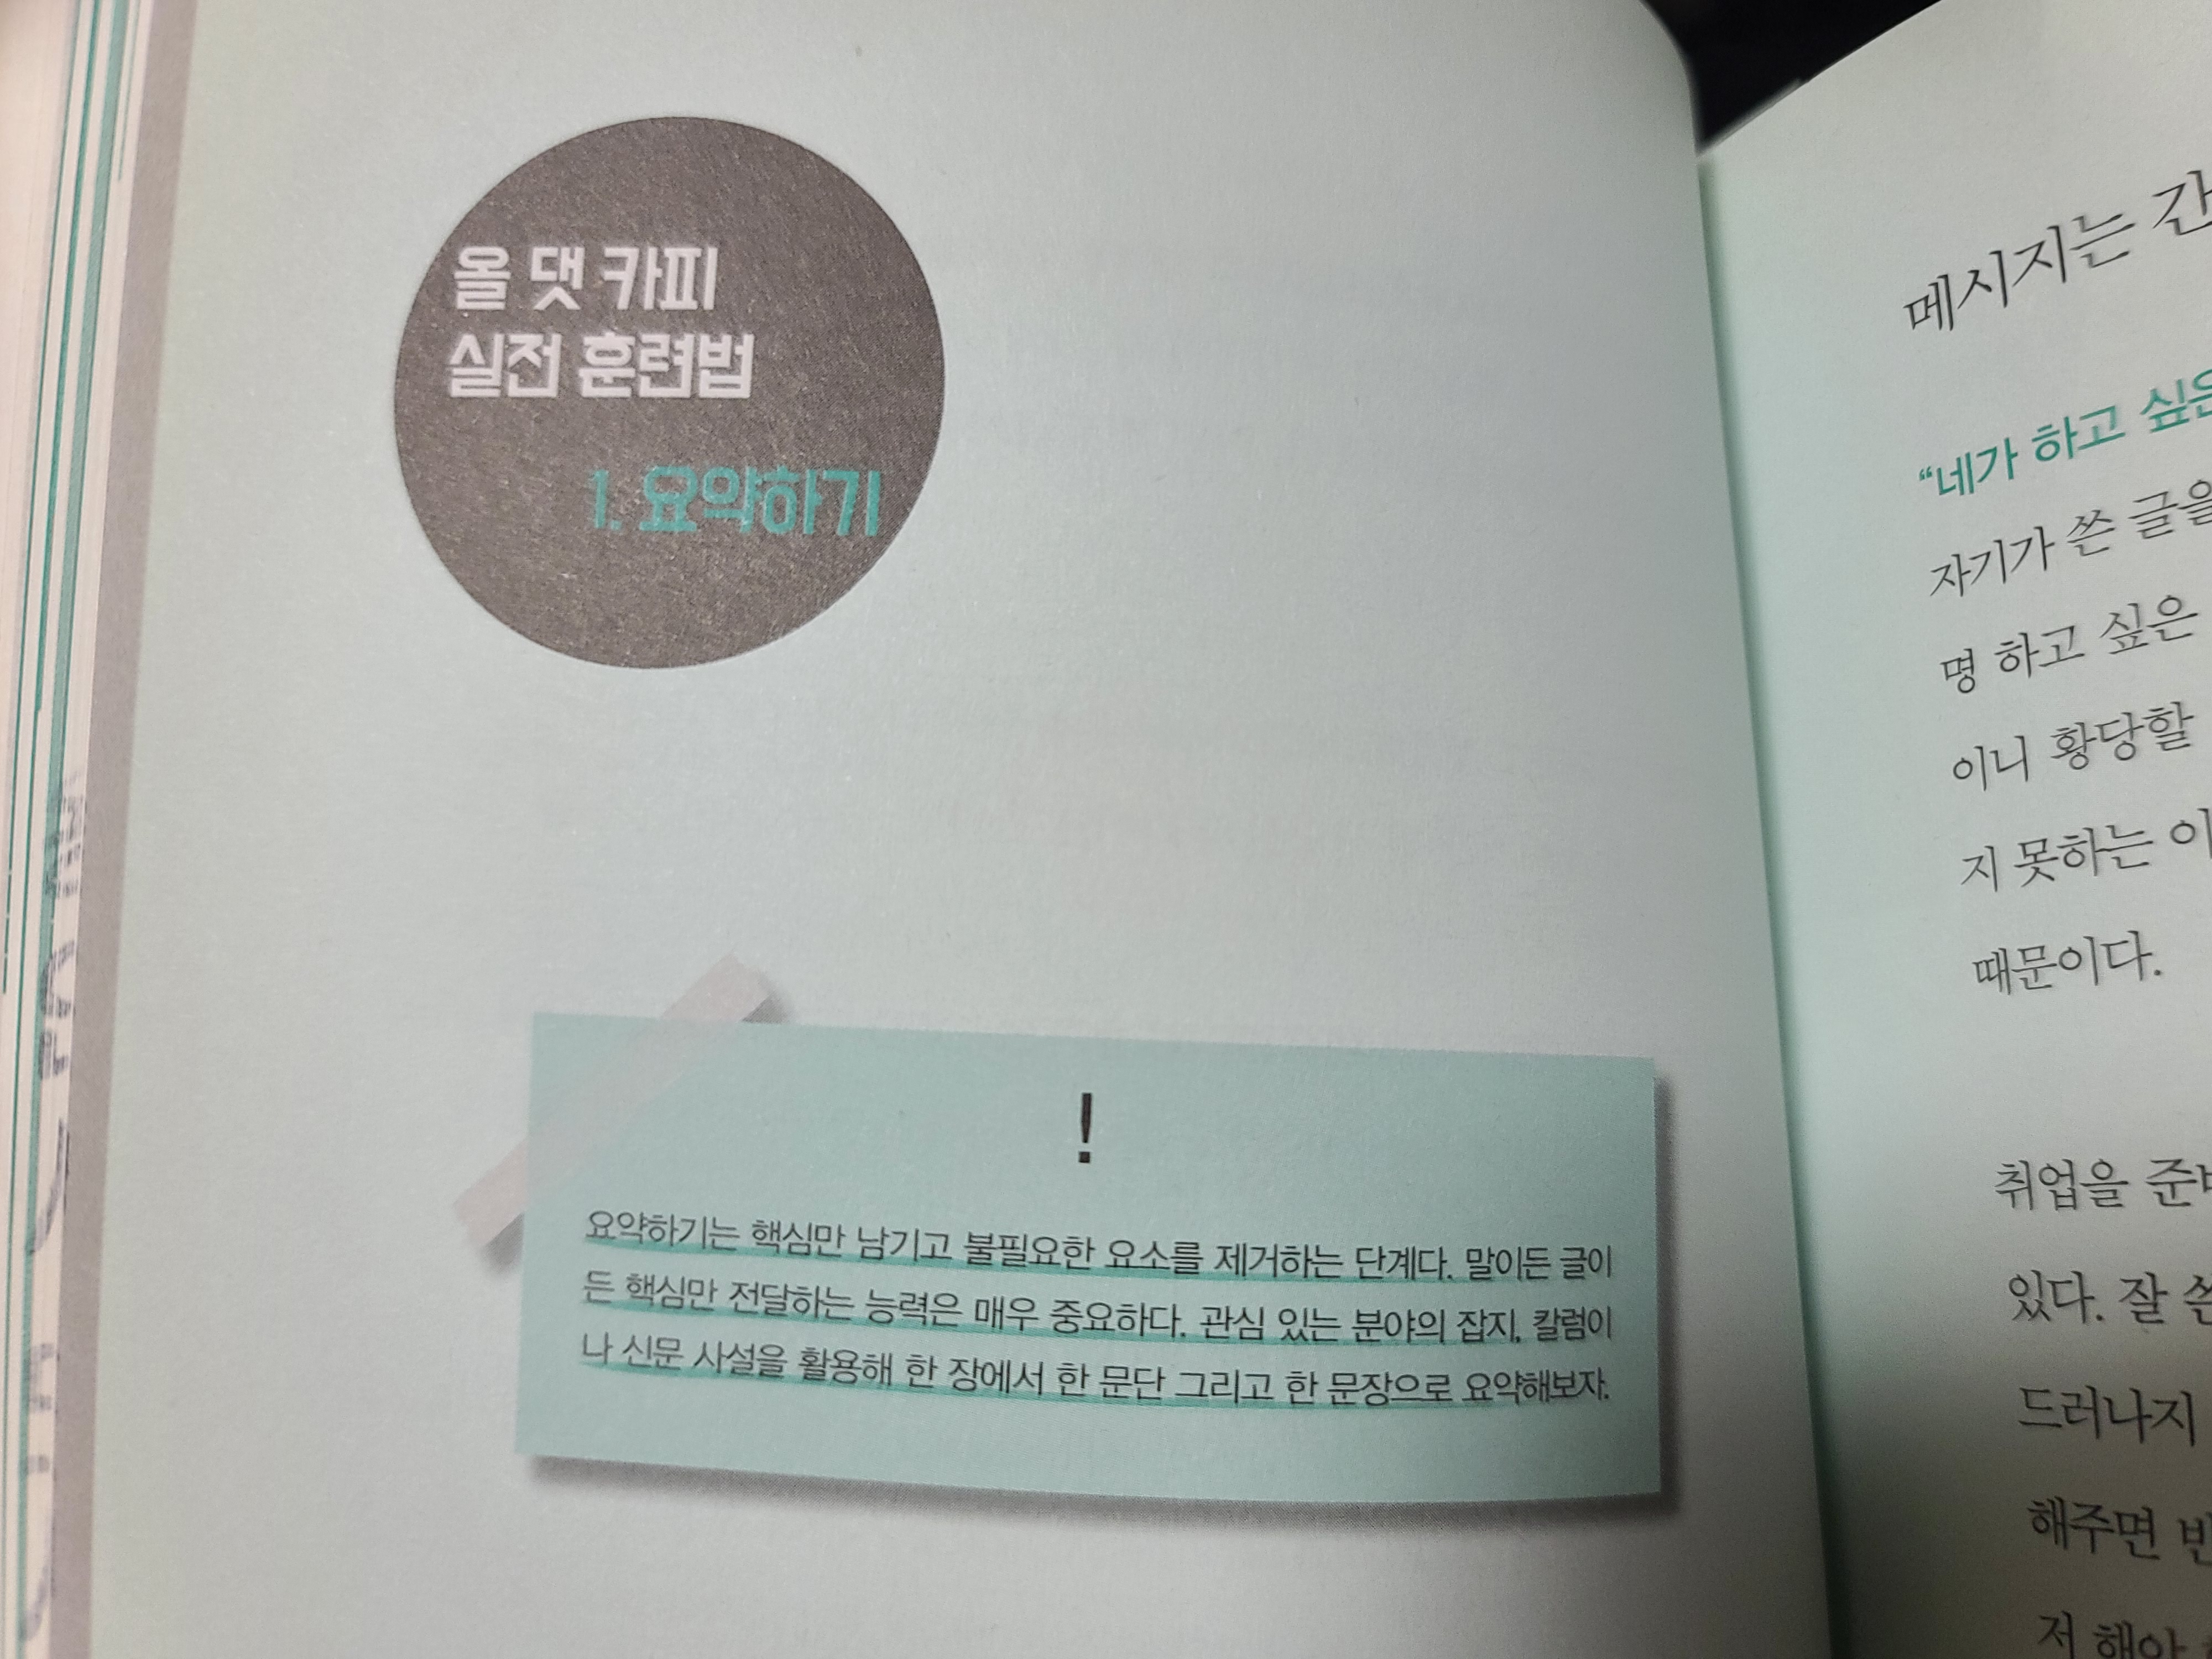 올 댓 카피
실전 훈련법
1. 요약하기
!
요약하기는 핵심만 남기고 불필요한 요소를 제거하는 단계다. 말이든 글이
든 핵심만 전달하는 능력은 매우 중요하다. 관심 있는 분야의 잡지, 칼럼이
나 신문 사설을 활용해 한 장에서 한 문단 그리고 한 문장으로 요약해보자.
메시지는 간
“네가 하고 싶은
자기가 쓴 글을
명 하고 싶은
이니 황당할
지 못하는 이
때문이다.
취업을
있다. 잘
드러나지
해주면
저